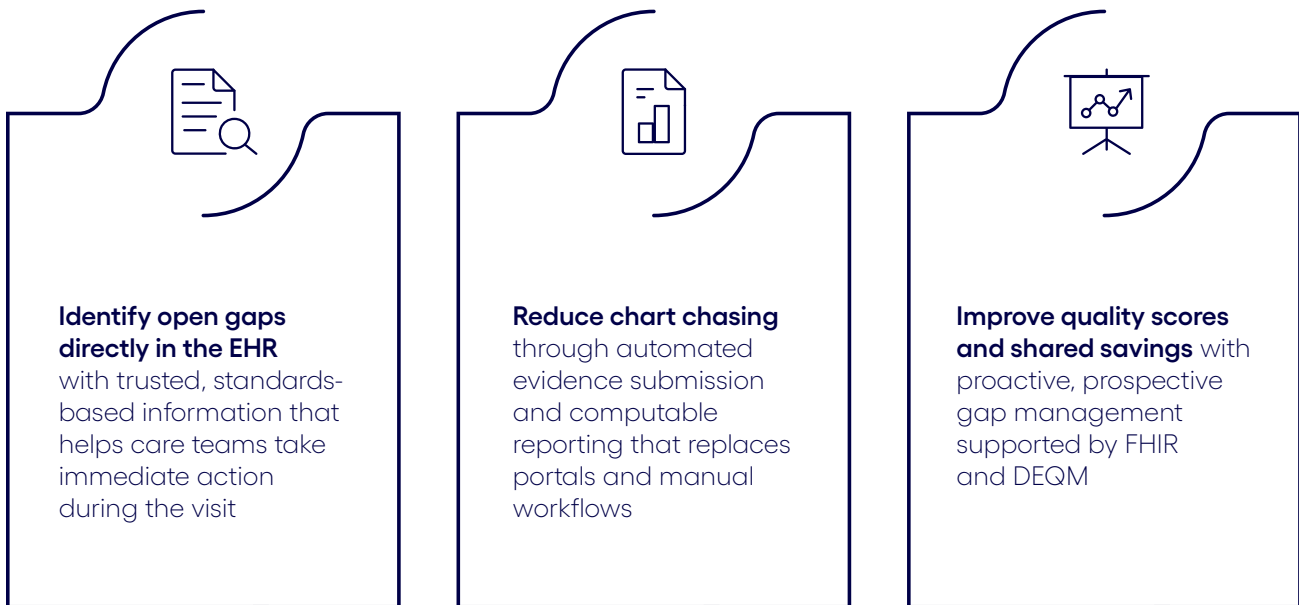 Identify open gaps
directly in the EHR
with trusted, standards-
based information that
helps care teams take
immediate action
during the visit
Reduce chart chasing
through automated
evidence submission
and computable
reporting that replaces
portals and manual
workflows
Improve quality scores
and shared savings with
proactive, prospective
gap management
supported by FHIR
and DEQM